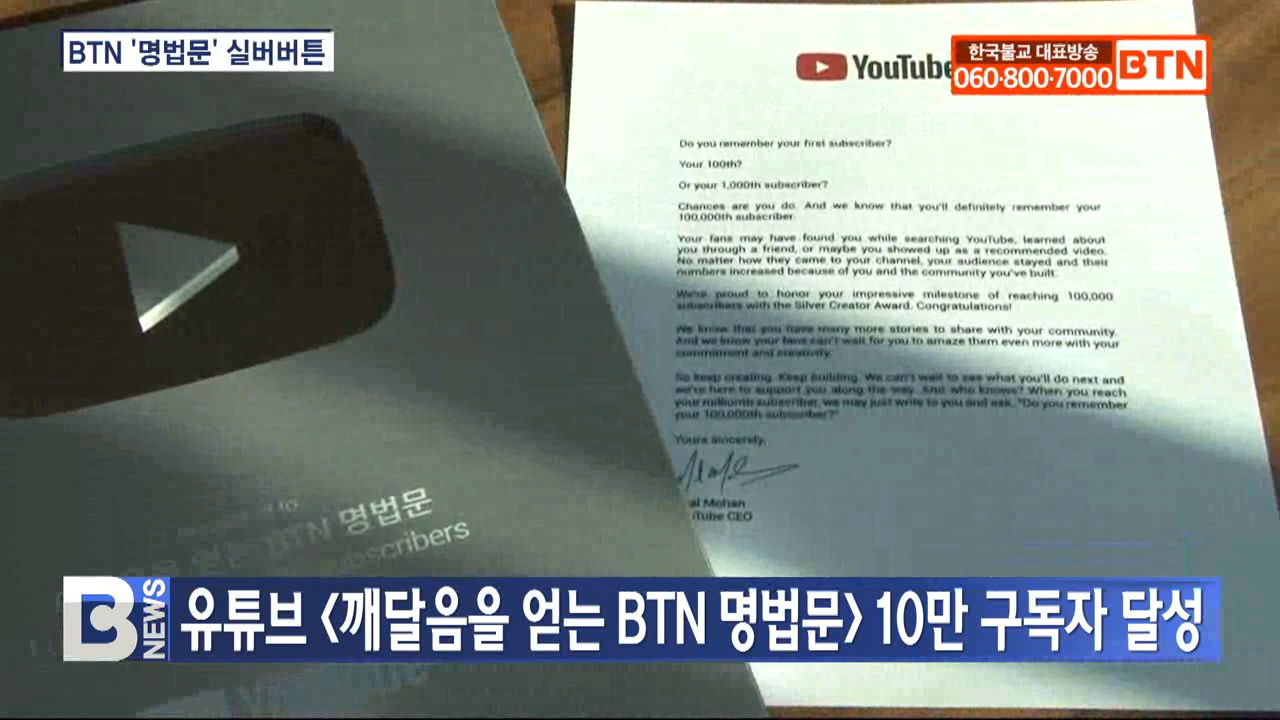 BTN '명법문' 실버버튼
한국불교 대표방송
060·800·7000
BTN
YouTube
Do you remember your first subscriber?
Your 100th?
Or your 1,000th subscriber?
Chances are you do. And we know that you'll definitely remember your
100,000th subscriber.
Your fans may have found you while searching YouTube, learned about
you through a friend, or maybe you showed up as a recommended video.
No matter how they came to your channel, your audience stayed and their
numbers increased because of you and the community you've built.
We're proud to honor your impressive milestone of reaching 100,000
subscribers with the Silver Creator Award. Congratulations!
We know that you have many more stories to share with your community.
And we know your fans can't wait for you to amaze them even more with your
commitment and creativity.
So keep creating. Keep building. We can't wait to see what you'll do next and
we're here to support you along the way. And who knows? When you reach
your millionth subscriber, we may just write to you and ask, "Do you remember
your 100,000th subscriber?"
Yours sincerely,
al Mohan
Tube CEO
BTN 명법문
bscribers
B NEWS
유튜브 <깨달음을 얻는 BTN 명법문> 10만 구독자 달성